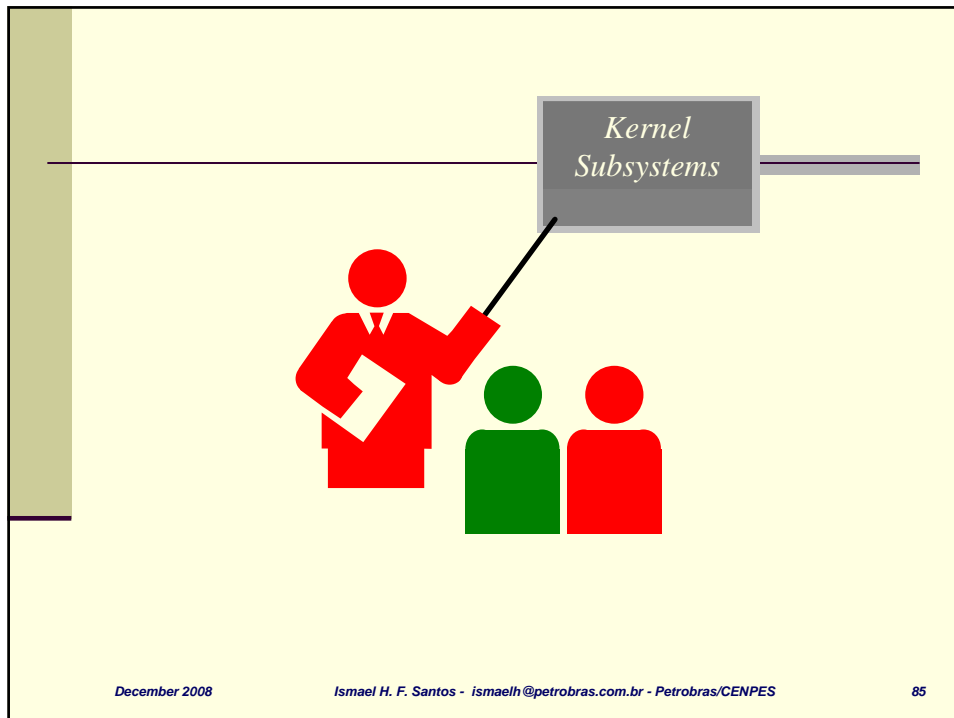 Kernel
Subsystems
December 2008 Ismael H. F. Santos - ismaelh@petrobras.com.br - Petrobras/CENPES 85